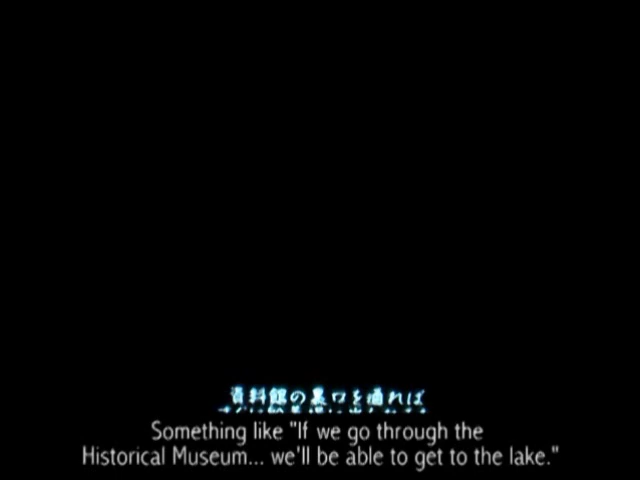 資料館の裏口を通れば
Something like "If we go through the
Historical Museum... we'll be able to get to the lake."